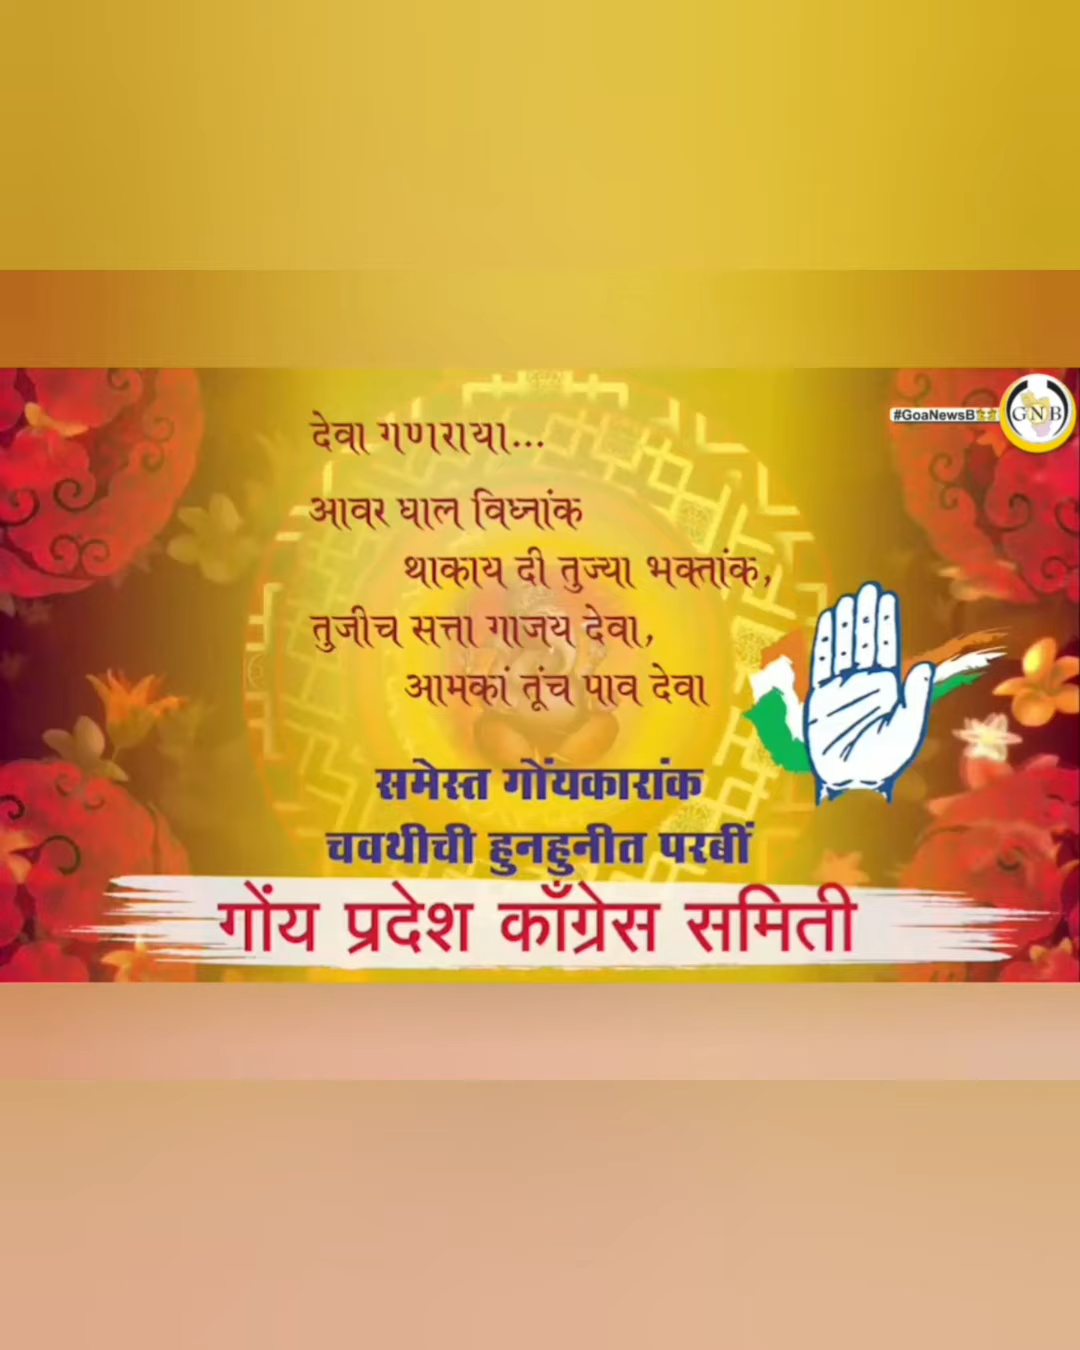 #GoaNewsB
GNB
देवा गणराया...
आवर घाल विघ्नांक
थाकाय दी तुज्या भक्तांक,
तुजीच सत्ता गाजय देवा,
आमकां तूंच पाव देवा
समेस्त गोंयकारांक
चवथीची हुनहुनीत परबीं
गोंय प्रदेश काँग्रेस समिती